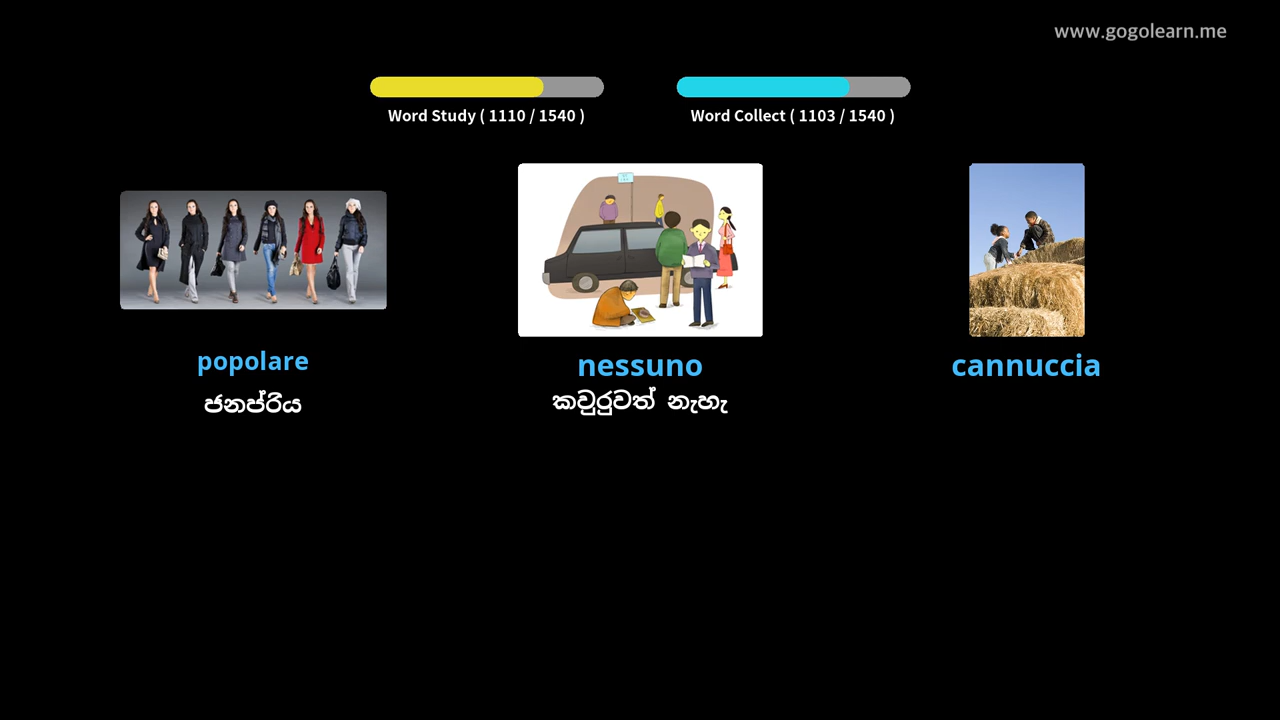 www.gogolearn.me
Word Study ( 1110 / 1540 )
Word Collect ( 1103 / 1540 )
popolare
ජනප්රිය
nessuno
කවුරුවත් නැහැ
cannuccia